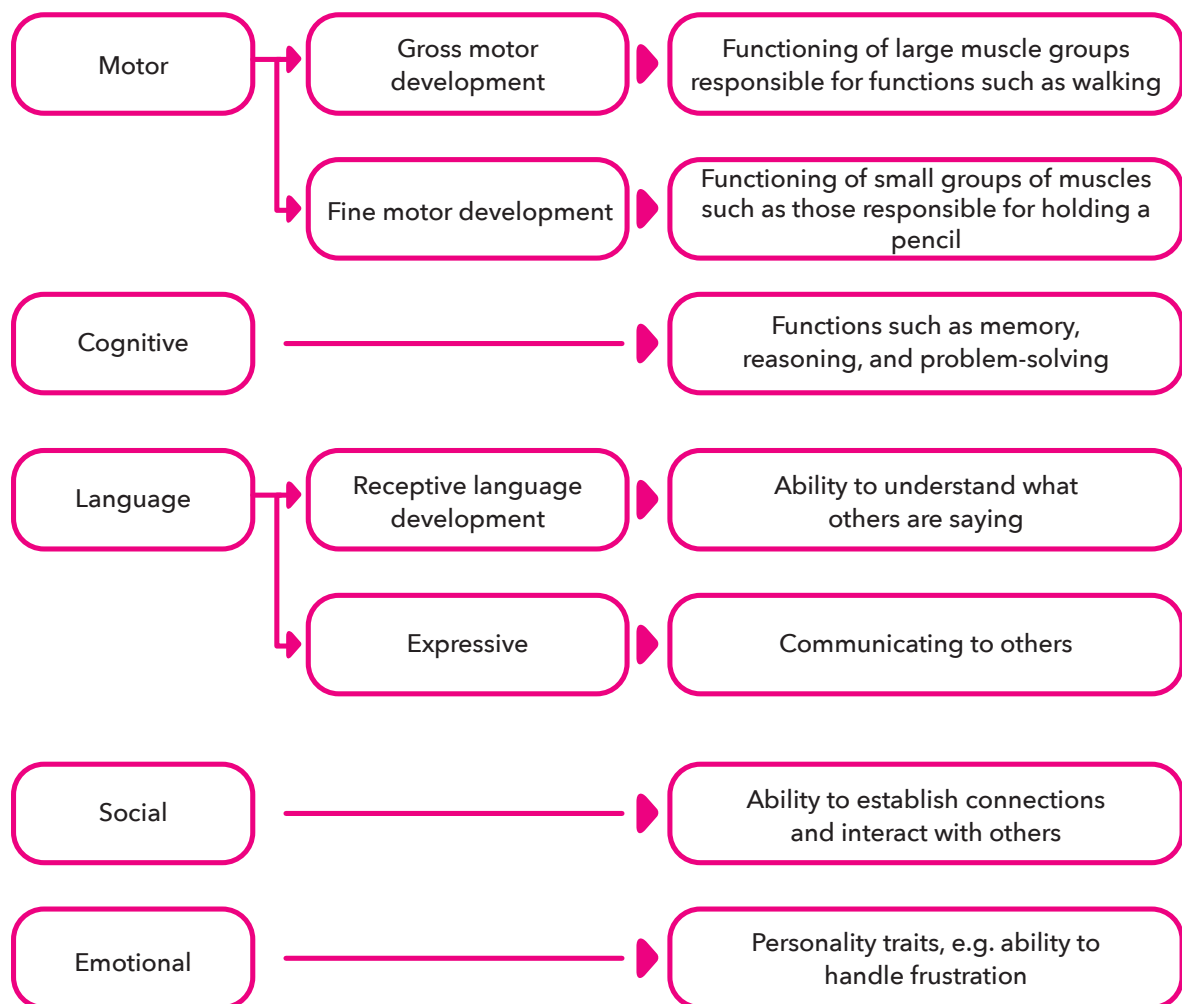 Motor
Gross motor
development
Functioning of large muscle groups
responsible for functions such as walking
Fine motor development
Functioning of small groups of muscles
such as those responsible for holding a
pencil
Cognitive
Functions such as memory,
reasoning, and problem-solving
Language
Receptive language
development
Ability to understand what
others are saying
Expressive
Communicating to others
Social
Ability to establish connections
and interact with others
Emotional
Personality traits, e.g. ability to
handle frustration